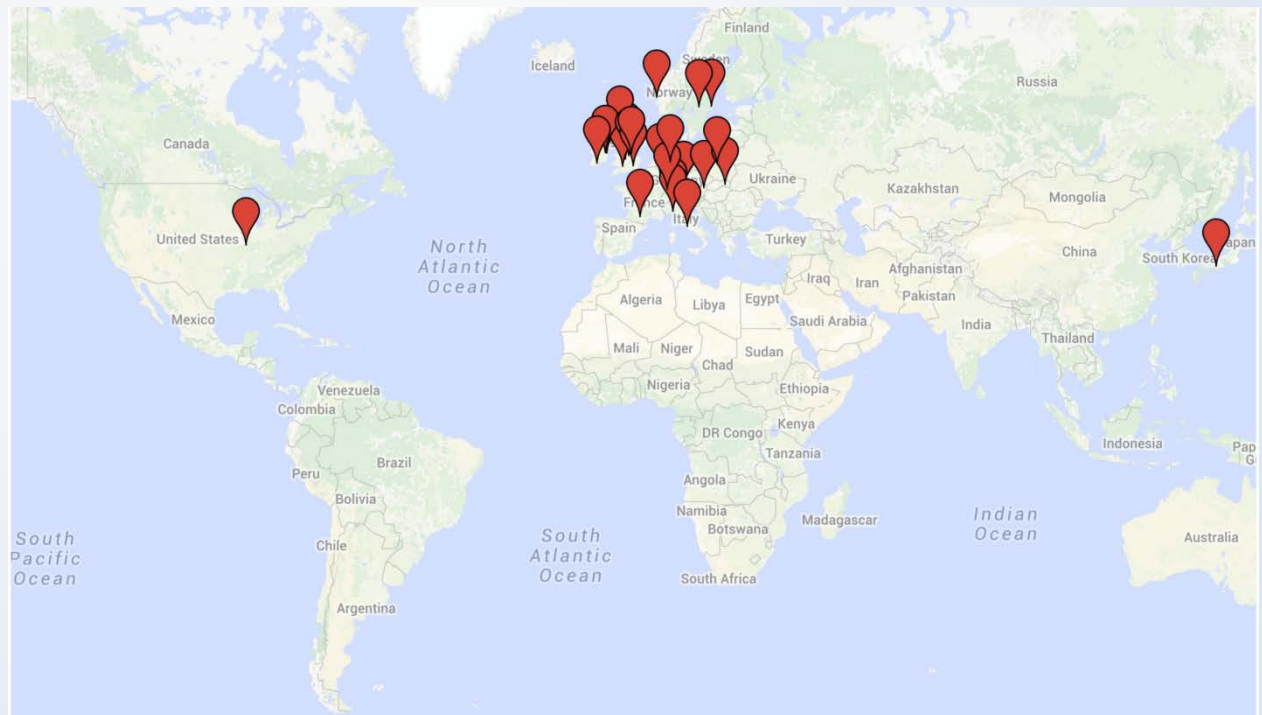 Finland
Sweden
Iceland
Norway
Russia
Canada
Ukraine
Kazakhstan
Mongolia
France
Italy
Spain
United States
North
Atlantic
Ocean
Turkey
China
South Korea
Japan
Iraq
Iran
Afghanistan
Pakistan
Algeria
Libya
Egypt
Saudi Arabia
India
Mexico
Mali
Niger
Chad
Sudan
Thailand
Nigeria
Ethiopia
Venezuela
Colombia
DR Congo
Kenya
Tanzania
Indonesia
Pap
G
Brazil
Peru
Angola
Bolivia
Namibia
Botswana
Madagascar
South
Pacific
Ocean
Chile
South
Atlantic
Ocean
Indian
Ocean
Australia
South Africa
Argentina